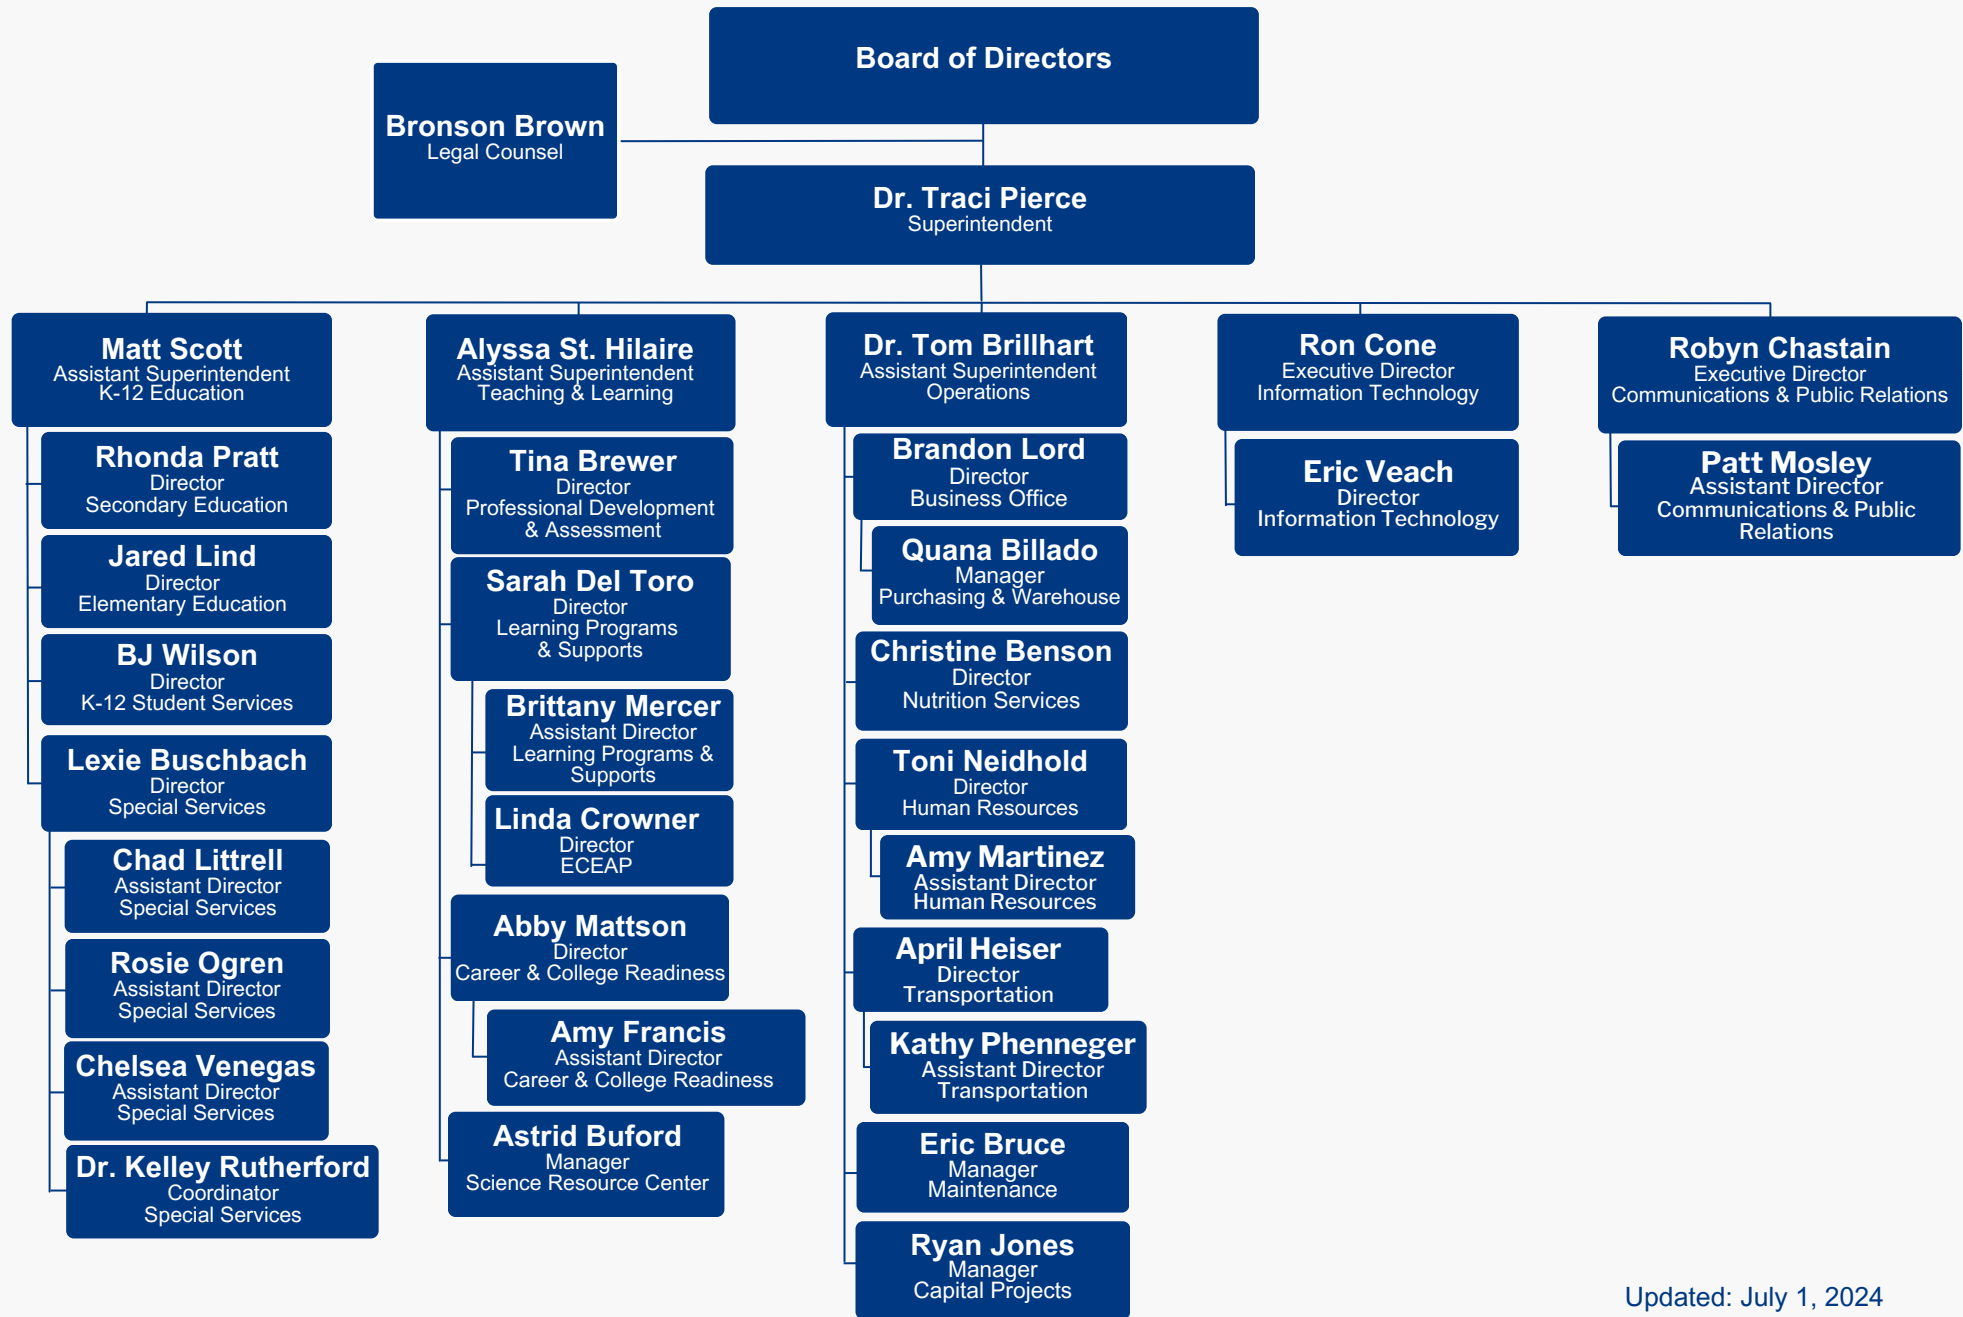 Board of Directors
Bronson Brown
Legal Counsel
Dr. Traci Pierce
Superintendent
Matt Scott
Assistant Superintendent
K-12 Education
Rhonda Pratt
Director
Secondary Education
Jared Lind
Director
Elementary Education
BJ Wilson
Director
K-12 Student Services
Lexie Buschbach
Director
Special Services
Chad Littrell
Assistant Director
Special Services
Rosie Ogren
Assistant Director
Special Services
Chelsea Venegas
Assistant Director
Special Services
Dr. Kelley Rutherford
Coordinator
Special Services
Alyssa St. Hilaire
Assistant Superintendent
Teaching & Learning
Tina Brewer
Director
Professional Development
& Assessment
Sarah Del Toro
Director
Learning Programs
& Supports
Brittany Mercer
Assistant Director
Learning Programs &
Supports
Linda Crowner
Director
ECEAP
Abby Mattson
Director
Career & College Readiness
Amy Francis
Assistant Director
Career & College Readiness
Astrid Buford
Manager
Science Resource Center
Dr. Tom Brillhart
Assistant Superintendent
Operations
Brandon Lord
Director
Business Office
Quana Billado
Manager
Purchasing & Warehouse
Christine Benson
Director
Nutrition Services
Toni Neidhold
Director
Human Resources
Amy Martinez
Assistant Director
Human Resources
April Heiser
Director
Transportation
Kathy Phenneger
Assistant Director
Transportation
Eric Bruce
Manager
Maintenance
Ryan Jones
Manager
Capital Projects
Ron Cone
Executive Director
Information Technology
Eric Veach
Director
Information Technology
Robyn Chastain
Executive Director
Communications & Public Relations
Patt Mosley
Assistant Director
Communications & Public
Relations
Updated: July 1, 2024